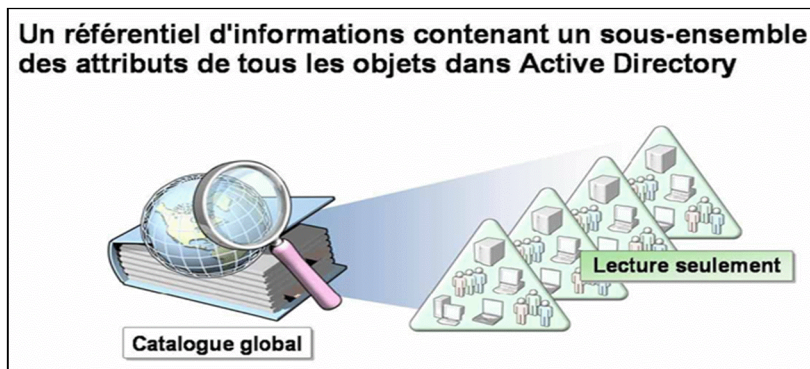 Un référentiel d'informations contenant un sous-ensemble
des attributs de tous les objets dans Active Directory
Lecture seulement
Catalogue global